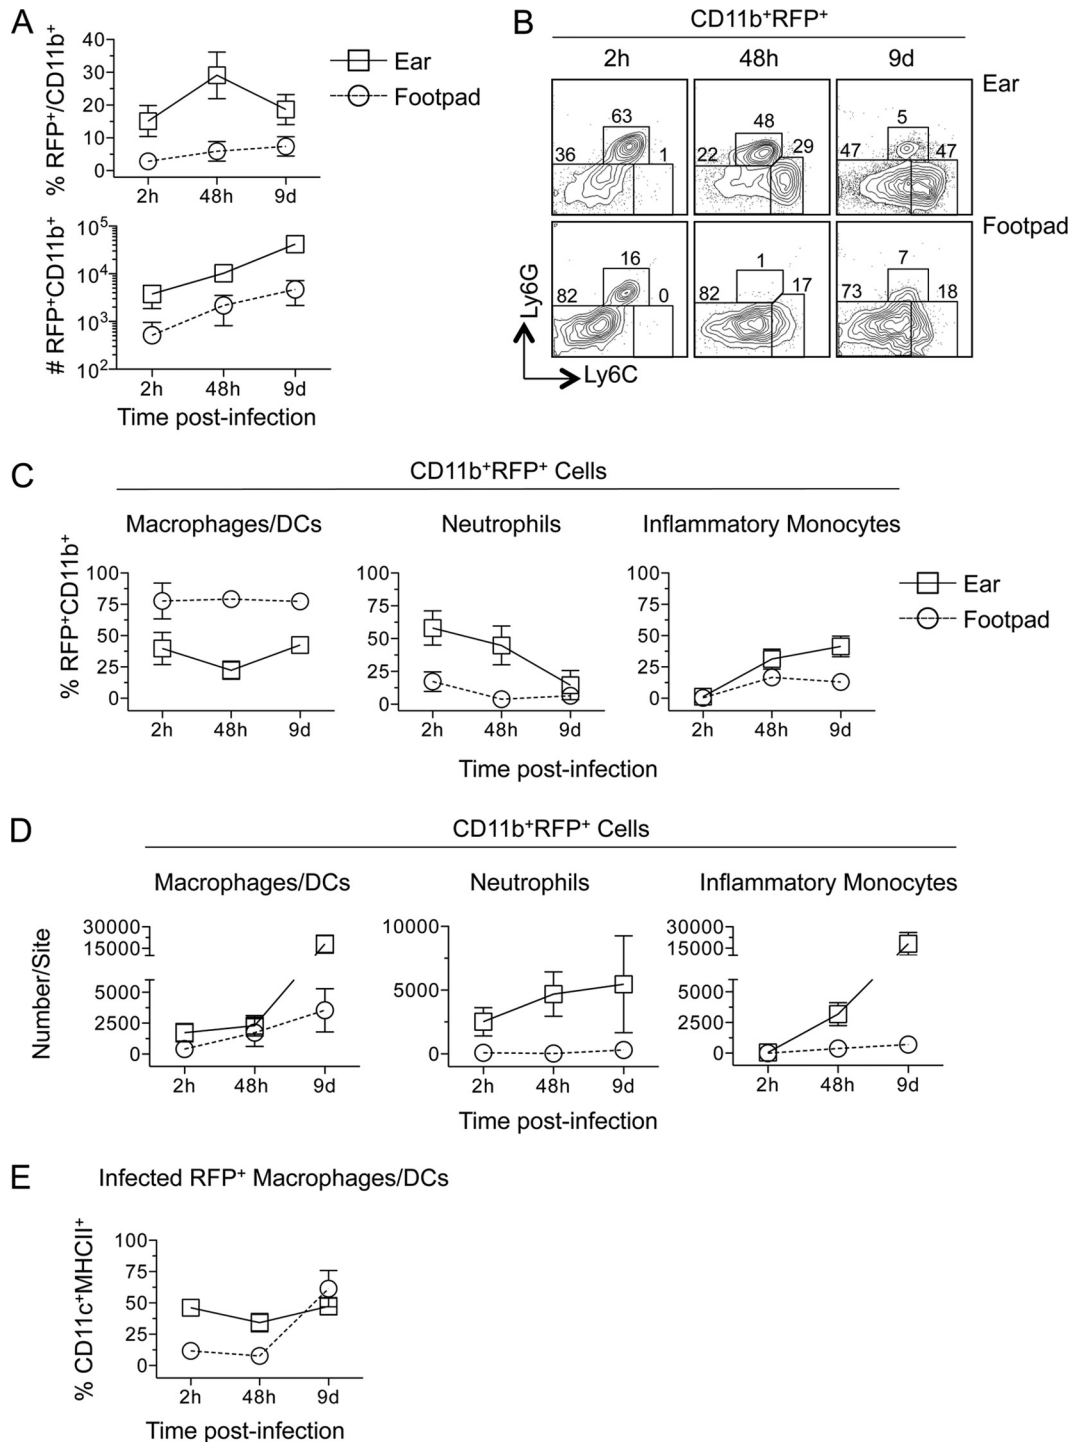 A
% RFP⁺/CD11b⁺
40
30
20
10
0
2h 48h 9d
Ear
Footpad
# RFP⁺CD11b⁺
10⁵
10⁴
10³
10²
2h 48h 9d
Time post-infection
B
CD11b⁺RFP⁺
2h 48h 9d
Ear
63
36 1
48
22 29
5
47 47
Footpad
16
82 0
1
82 17
7
73 18
Ly6G
Ly6C
C
CD11b⁺RFP⁺ Cells
Macrophages/DCs Neutrophils Inflammatory Monocytes
% RFP⁺CD11b⁺
100
75
50
25
0
2h 48h 9d
100
75
50
25
0
2h 48h 9d
100
75
50
25
0
2h 48h 9d
Ear
Footpad
Time post-infection
D
CD11b⁺RFP⁺ Cells
Macrophages/DCs Neutrophils Inflammatory Monocytes
Number/Site
30000
15000
5000
2500
0
2h 48h 9d
10000
5000
0
2h 48h 9d
30000
15000
5000
2500
0
2h 48h 9d
Time post-infection
E
Infected RFP⁺ Macrophages/DCs
% CD11c⁺MHCII⁺
100
75
50
25
0
2h 48h 9d
Time post-infection